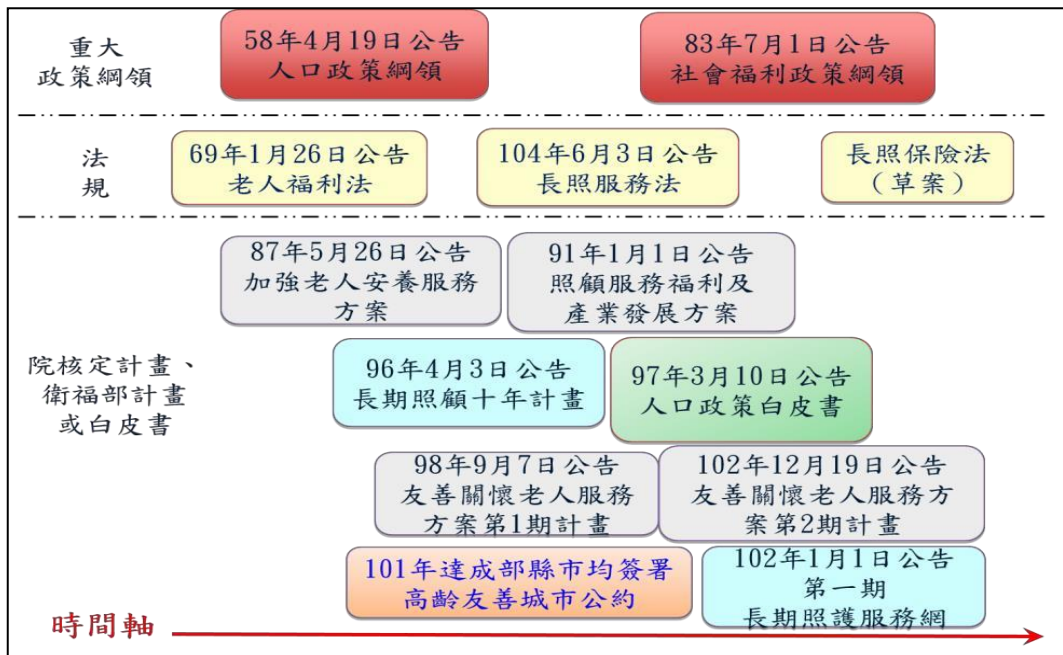 重大
政策綱領
58年4月19日公告
人口政策綱領
83年7月1日公告
社會福利政策綱領
法
規
69年1月26日公告
老人福利法
104年6月3日公告
長照服務法
長照保險法
（草案）
院核定計畫、
衛福部計畫
或白皮書
87年5月26日公告
加強老人安養服務
方案
91年1月1日公告
照顧服務福利及
產業發展方案
96年4月3日公告
長期照顧十年計畫
97年3月10日公告
人口政策白皮書
98年9月7日公告
友善關懷老人服務
方案第1期計畫
102年12月19日公告
友善關懷老人服務方
案第2期計畫
101年達成部縣市均簽署
高齡友善城市公約
102年1月1日公告
第一期
長期照護服務網
時間軸